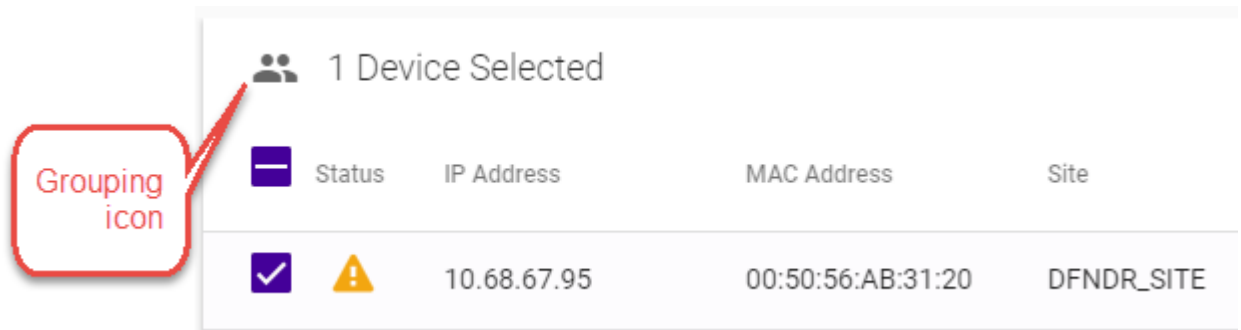 1 Device Selected
Grouping
icon
Status IP Address MAC Address Site
10.68.67.95 00:50:56:AB:31:20 DFNDR_SITE